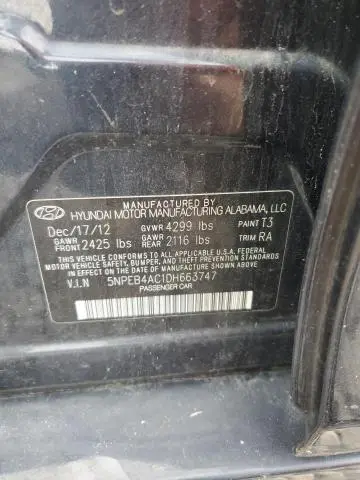 MANUFACTURED BY
HYUNDAI MOTOR MANUFACTURING ALABAMA, LLC
Dec/17/12 GVWR 4299 lbs PAINT T3
GAWR FRONT 2425 lbs GAWR REAR 2116 lbs TRIM RA
THIS VEHICLE CONFORMS TO ALL APPLICABLE U.S.A. FEDERAL
MOTOR VEHICLE SAFETY, BUMPER, AND THEFT PREVENTION STANDARDS
IN EFFECT ON THE DATE OF MANUFACTURE SHOWN ABOVE.
V.I.N 5NPEB4AC1DH663747
PASSENGER CAR